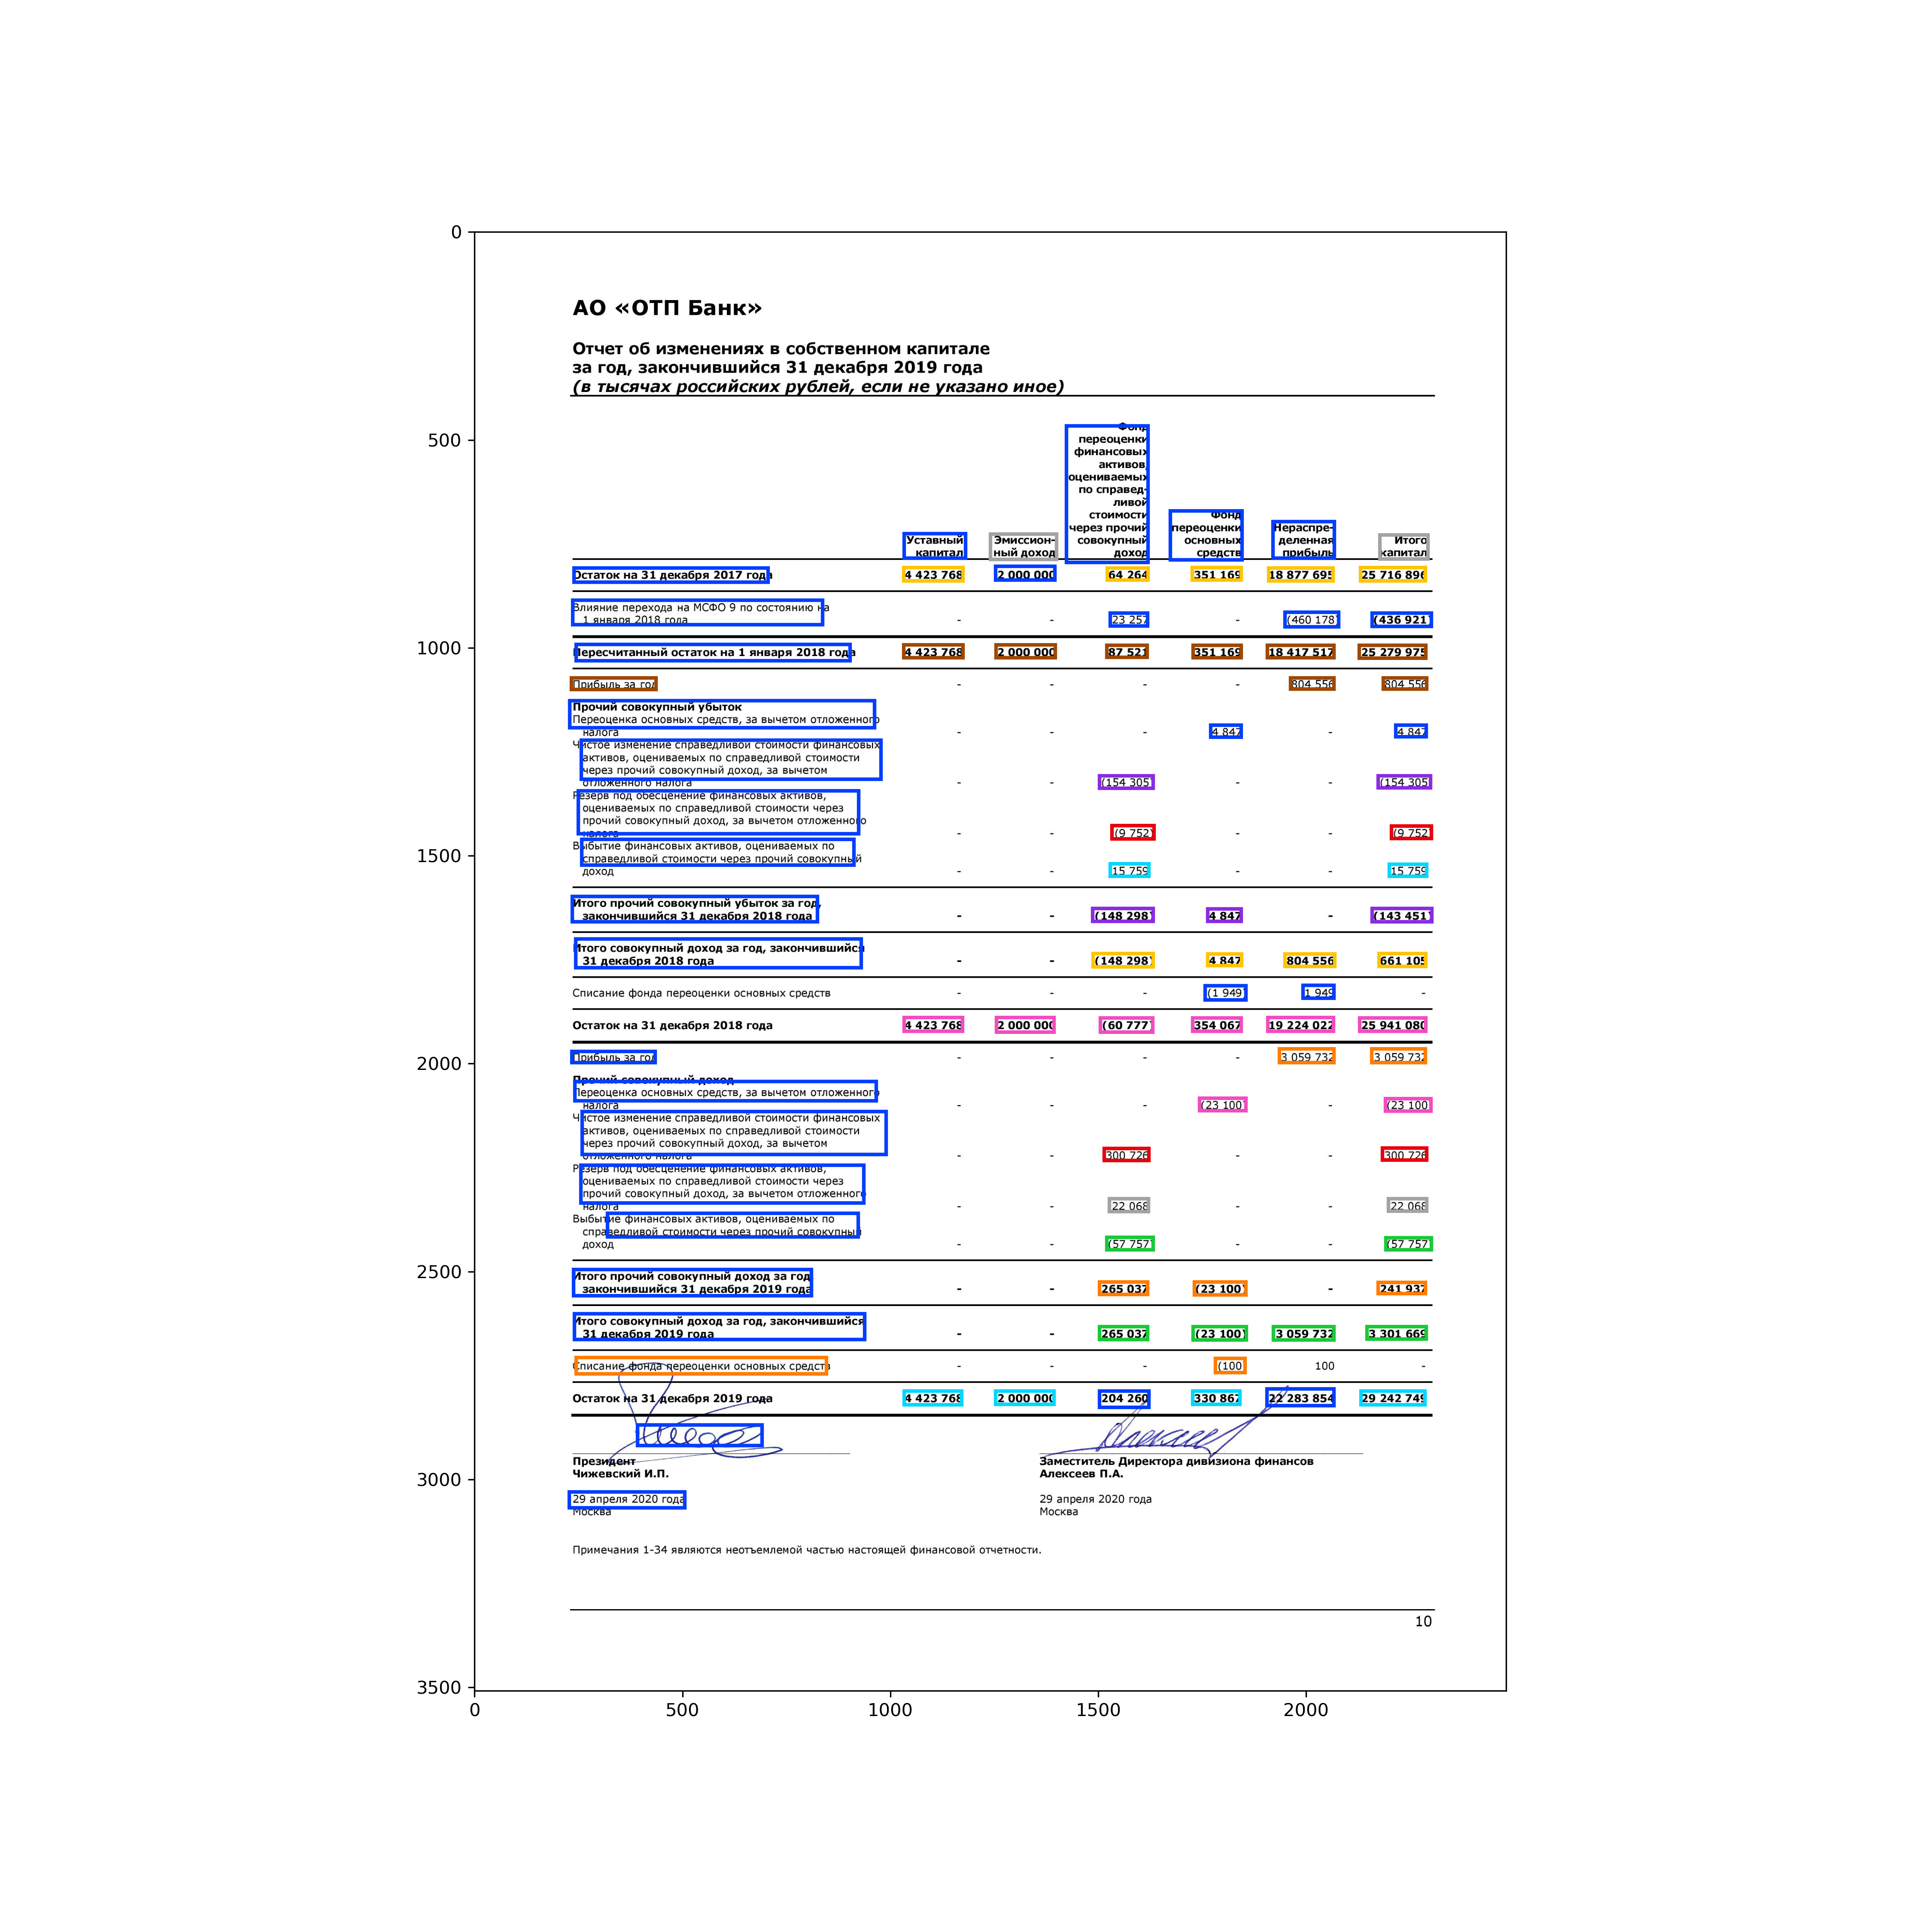 0
500
1000
1500
2000
2500
3000
3500
0
500
1000
1500
2000
АО «ОТП Банк»
Отчет об изменениях в собственном капитале
за год, закончившийся 31 декабря 2019 года
(в тысячах российских рублей, если не указано иное)
Уставный
капитал
Эмиссион-
ный доход
Фонд
переоценки
финансовых
активов,
оцениваемых
по справед-
ливой
стоимости
через прочий
совокупный
доход
Фонд
переоценки
основных
средств
Нераспре-
деленная
прибыль
Итого
капитал
Остаток на 31 декабря 2017 года 4 423 768 2 000 000 64 264 351 169 18 877 695 25 716 896
Влияние перехода на МСФО 9 по состоянию на
1 января 2018 года - - 23 257 - (460 178) (436 921)
Пересчитанный остаток на 1 января 2018 года 4 423 768 2 000 000 87 521 351 169 18 417 517 25 279 975
Прибыль за год - - - - 804 556 804 556
Прочий совокупный убыток
Переоценка основных средств, за вычетом отложенного
налога - - - 4 847 - 4 847
Чистое изменение справедливой стоимости финансовых
активов, оцениваемых по справедливой стоимости
через прочий совокупный доход, за вычетом
отложенного налога - - (154 305) - - (154 305)
Резерв под обесценение финансовых активов,
оцениваемых по справедливой стоимости через
прочий совокупный доход, за вычетом отложенного
налога - - (9 752) - - (9 752)
Выбытие финансовых активов, оцениваемых по
справедливой стоимости через прочий совокупный
доход - - 15 759 - - 15 759
Итого прочий совокупный убыток за год,
закончившийся 31 декабря 2018 года - - (148 298) 4 847 - (143 451)
Итого совокупный доход за год, закончившийся
31 декабря 2018 года - - (148 298) 4 847 804 556 661 105
Списание фонда переоценки основных средств - - - (1 949) 1 949 -
Остаток на 31 декабря 2018 года 4 423 768 2 000 000 (60 777) 354 067 19 224 022 25 941 080
Прибыль за год - - - - 3 059 732 3 059 732
Прочий совокупный доход
Переоценка основных средств, за вычетом отложенного
налога - - - (23 100) - (23 100)
Чистое изменение справедливой стоимости финансовых
активов, оцениваемых по справедливой стоимости
через прочий совокупный доход, за вычетом
отложенного налога - - 300 726 - - 300 726
Резерв под обесценение финансовых активов,
оцениваемых по справедливой стоимости через
прочий совокупный доход, за вычетом отложенного
налога - - 22 068 - - 22 068
Выбытие финансовых активов, оцениваемых по
справедливой стоимости через прочий совокупный
доход - - (57 757) - - (57 757)
Итого прочий совокупный доход за год,
закончившийся 31 декабря 2019 года - - 265 037 (23 100) - 241 937
Итого совокупный доход за год, закончившийся
31 декабря 2019 года - - 265 037 (23 100) 3 059 732 3 301 669
Списание фонда переоценки основных средств - - - (100) 100 -
Остаток на 31 декабря 2019 года 4 423 768 2 000 000 204 260 330 867 22 283 854 29 242 749
Президент
Чижевский И.П.
29 апреля 2020 года
Москва
Заместитель Директора дивизиона финансов
Алексеев П.А.
29 апреля 2020 года
Москва
Примечания 1-34 являются неотъемлемой частью настоящей финансовой отчетности.
10